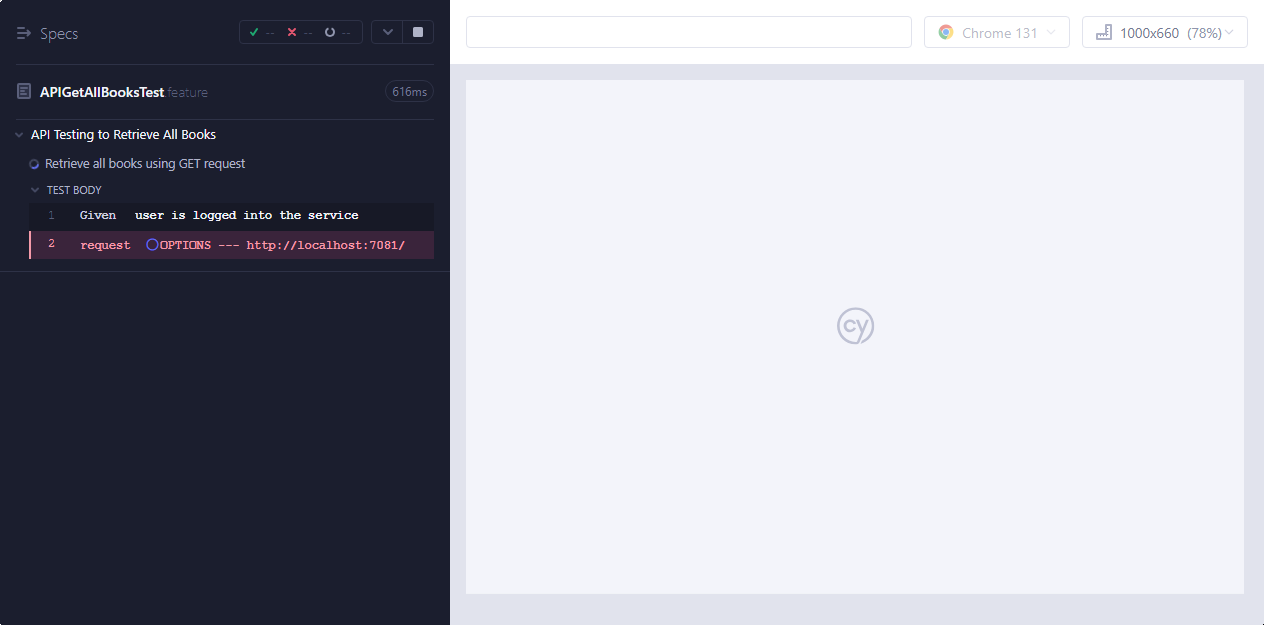 Specs
-- -- --
APIGetAllBooksTest feature 616ms
API Testing to Retrieve All Books
Retrieve all books using GET request
TEST BODY
1 Given user is logged into the service
2 request OPTIONS --- http://localhost:7081/
Chrome 131
1000x660 (78%)
cy